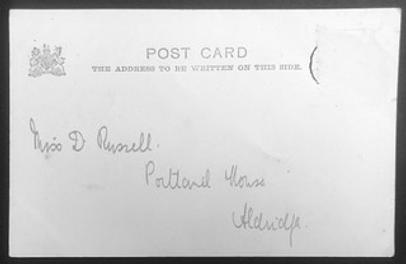 POST CARD
THE ADDRESS TO BE WRITTEN ON THIS SIDE.
Miss D Russell.
Portland House
Aldridge.